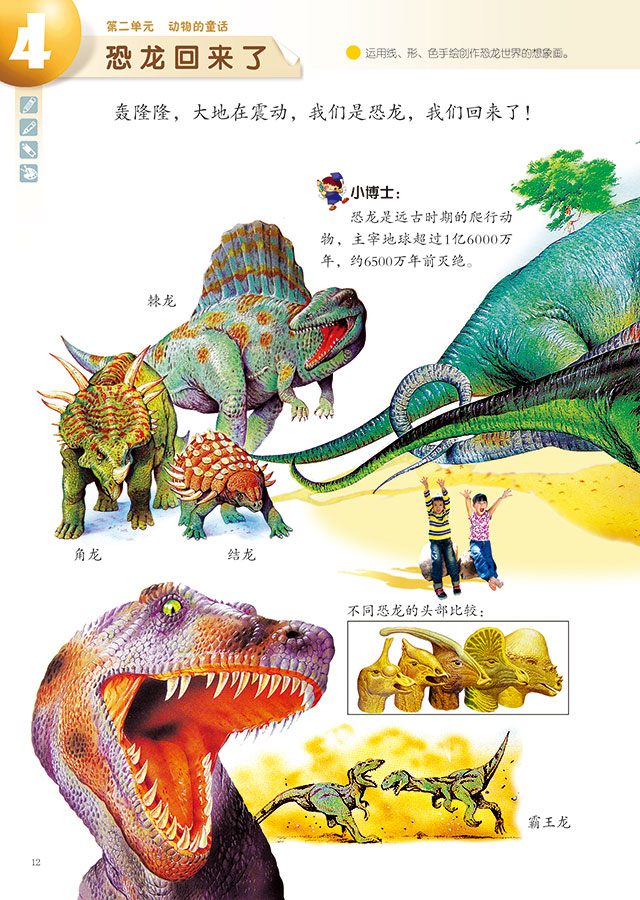 4
第二单元 动物的童话
恐龙回来了
运用线、形、色手绘创作恐龙世界的想象画。
轰隆隆，大地在震动，我们是恐龙，我们回来了！
小博士：
恐龙是远古时期的爬行动
物，主宰地球超过1亿6000万
年，约6500万年前灭绝。
棘龙
角龙
结龙
不同恐龙的头部比较：
霸王龙
12